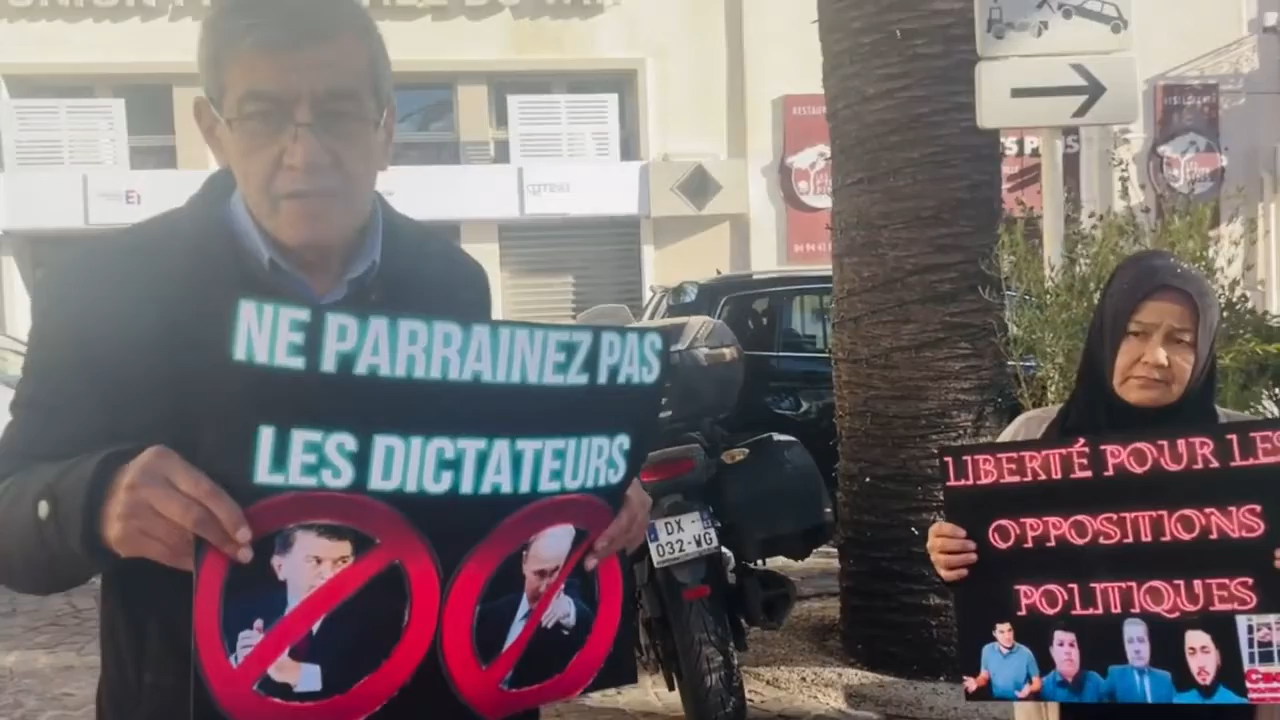 NE PARRAINEZ PAS
LES DICTATEURS
LIBERTÉ POUR LES
OPPOSITIONS
POLITIQUES
DX
032-WG